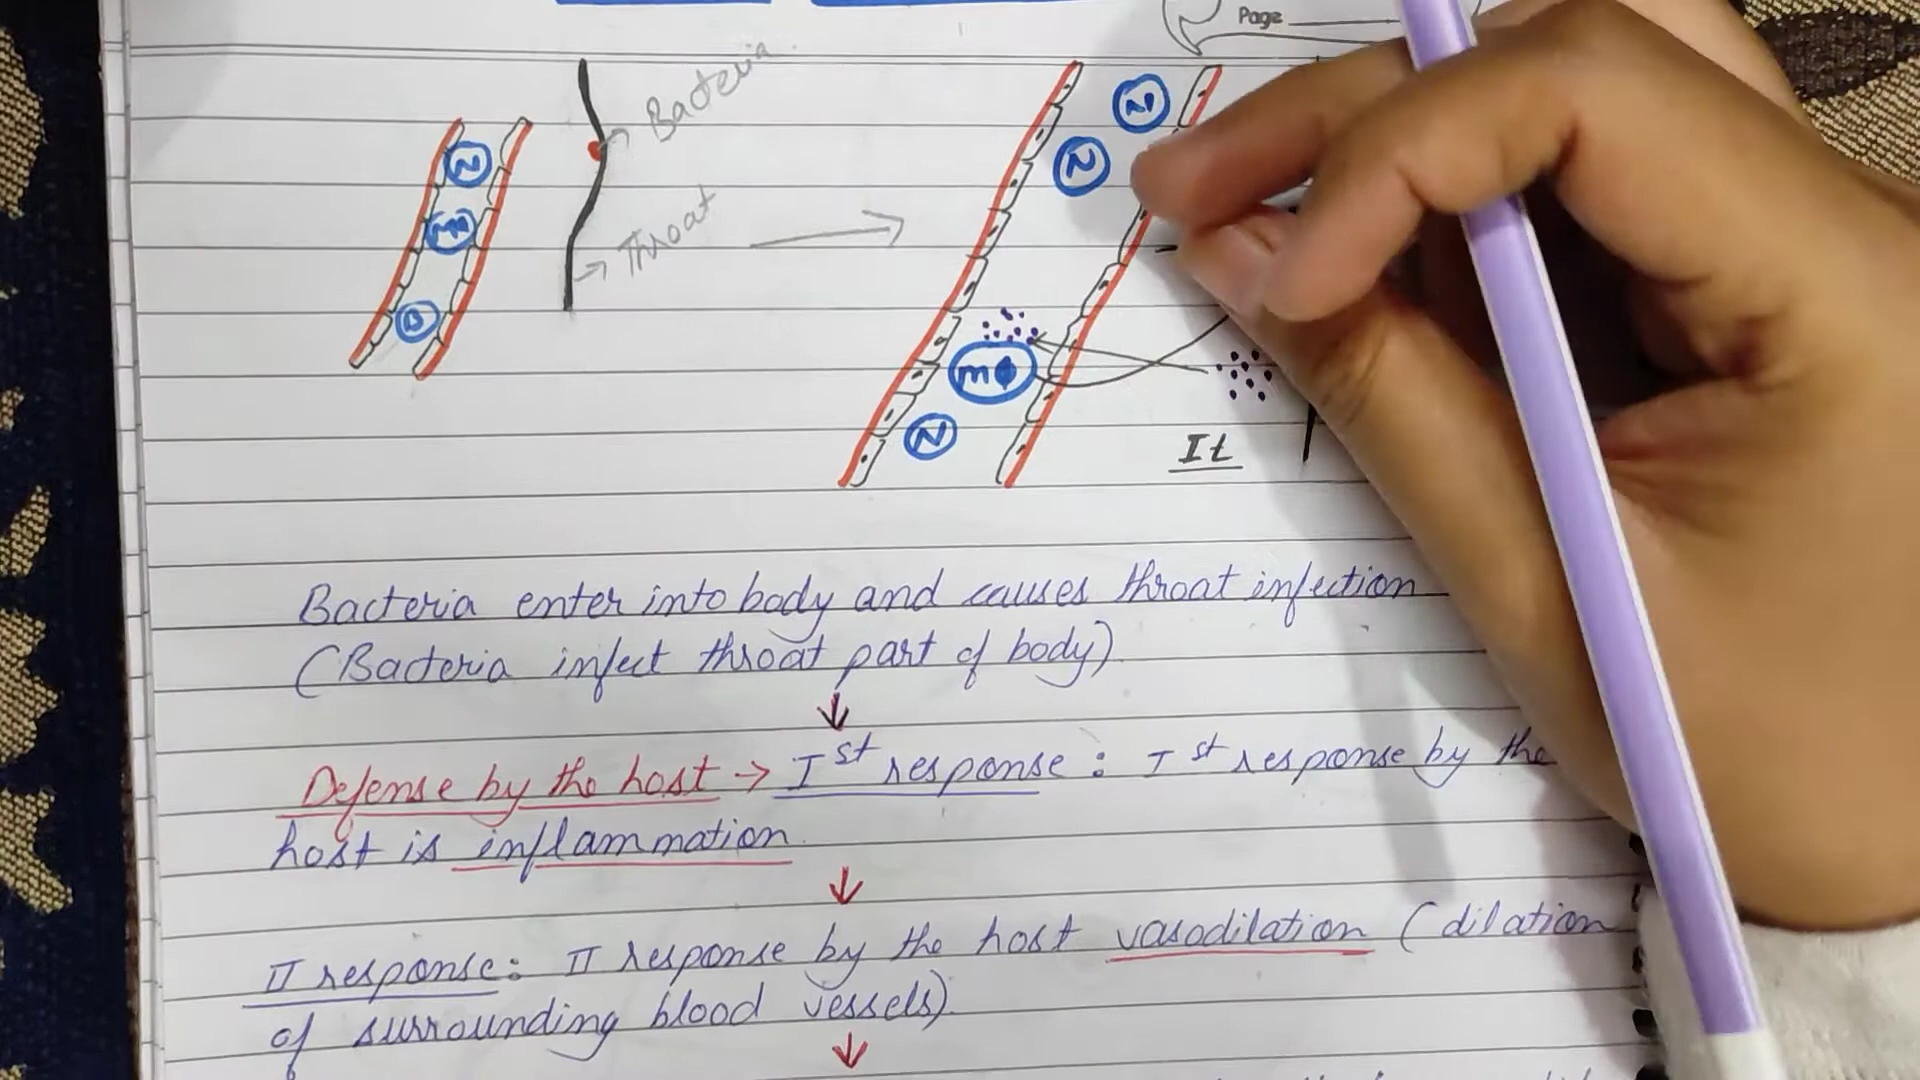 Page
Bacteria
Throat
N
B
N
N
mφ
N
It
Bacteria enter into body and causes throat infection
(Bacteria infect throat part of body)
Defense by the host → Ist response : Ist response by the
host is inflammation.
II response: II response by the host vasodilation (dilation
of surrounding blood vessels).